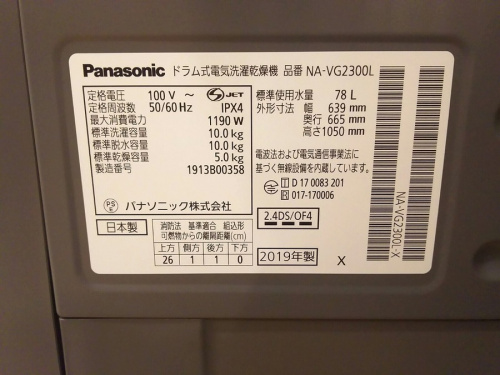 Panasonic ドラム式電気洗濯乾燥機 品番 NA-VG2300L
定格電圧 100 V ～ S JET
定格周波数 50/60 Hz IPX4
最大消費電力 1190 W
標準洗濯容量 10.0 kg
標準脱水容量 10.0 kg
標準乾燥容量 5.0 kg
製造番号 1913B00358
PS E パナソニック株式会社
標準使用水量 78 L
外形寸法 幅 639 mm
奥行 665 mm
高さ 1050 mm
電波法および電気通信事業法に
基づく無線設備を内蔵しています。
T D 17 0083 201
R 017-170006
2.4DS/OF4
日本製
消防法 基準適合 組込形
可燃物からの離隔距離(cm)
上方 側方 後方 下方
26 1 1 0
2019年製 X
NA-VG2300L-X